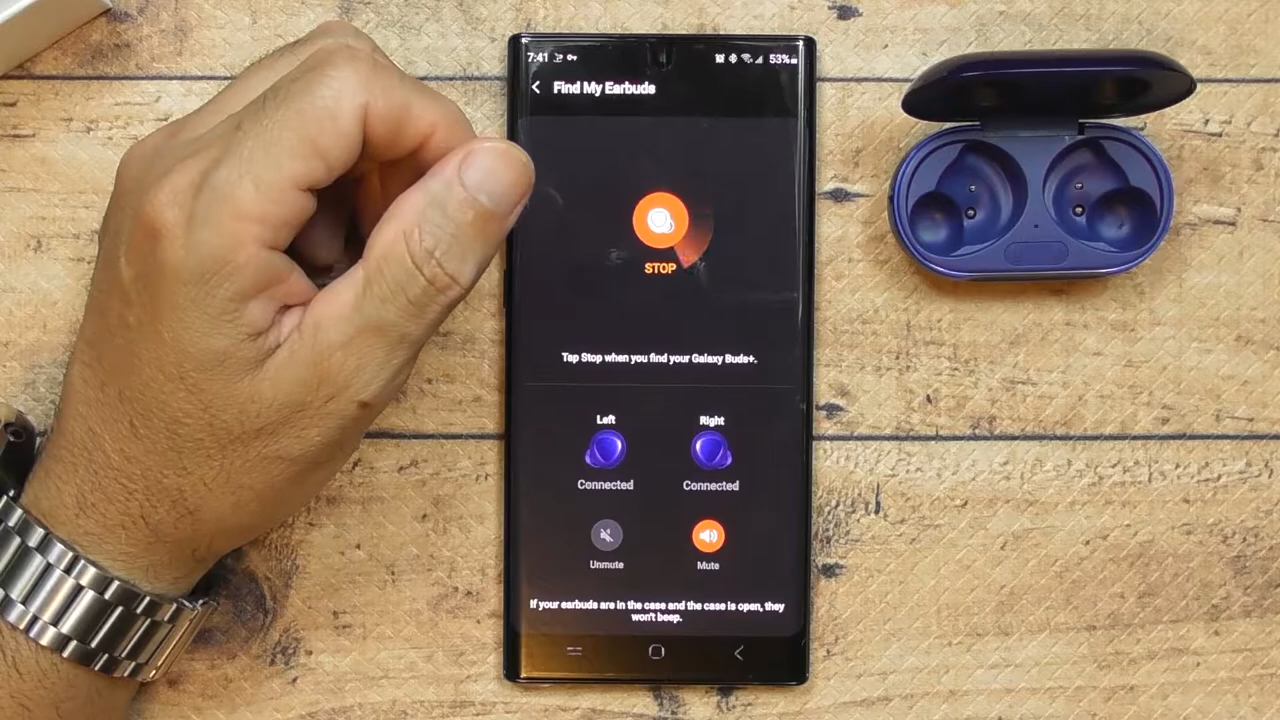 7:41
53%
Find My Earbuds
STOP
Tap Stop when you find your Galaxy Buds+.
Left Right
Connected Connected
Unmute Mute
If your earbuds are in the case and the case is open, they
won't beep.